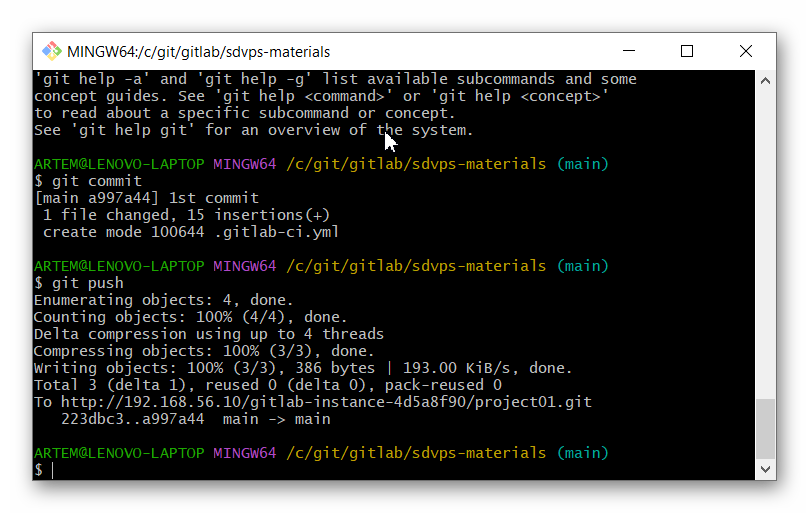 MINGW64:/c/git/gitlab/sdvps-materials
'git help -a' and 'git help -g' list available subcommands and some
concept guides. See 'git help <command>' or 'git help <concept>'
to read about a specific subcommand or concept.
See 'git help git' for an overview of the system.
ARTEM@LENOVO-LAPTOP MINGW64 /c/git/gitlab/sdvps-materials (main)
$ git commit
[main a997a44] 1st commit
 1 file changed, 15 insertions(+)
 create mode 100644 .gitlab-ci.yml
ARTEM@LENOVO-LAPTOP MINGW64 /c/git/gitlab/sdvps-materials (main)
$ git push
Enumerating objects: 4, done.
Counting objects: 100% (4/4), done.
Delta compression using up to 4 threads
Compressing objects: 100% (3/3), done.
Writing objects: 100% (3/3), 386 bytes | 193.00 KiB/s, done.
Total 3 (delta 1), reused 0 (delta 0), pack-reused 0
To http://192.168.56.10/gitlab-instance-4d5a8f90/project01.git
   223dbc3..a997a44  main -> main
ARTEM@LENOVO-LAPTOP MINGW64 /c/git/gitlab/sdvps-materials (main)
$